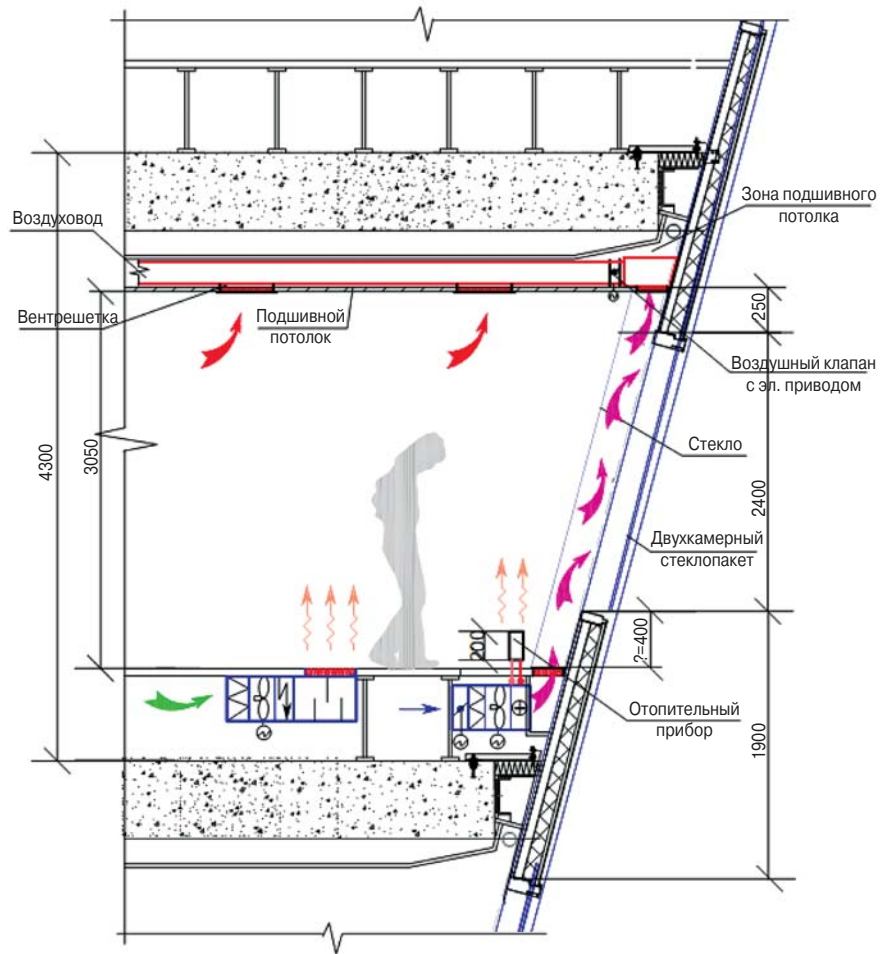 Зона подшивного
потолка
Воздуховод
Вентрешетка
Подшивной
потолок
250
Воздушный клапан
с эл. приводом
4300
3050
Стекло
2400
Двухкамерный
стеклопакет
200
2=400
Отопительный
прибор
1900